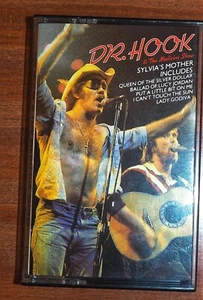 DR. HOOK
& The Medicine Show
SYLVIA'S MOTHER
INCLUDES
QUEEN OF THE SILVER DOLLAR
BALLAD OF LUCY JORDAN
PUT A LITTLE BIT ON ME
I CAN'T TOUCH THE SUN
LADY GODIVA